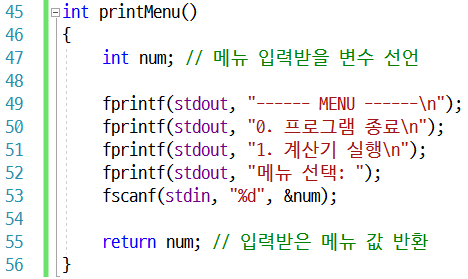 45 int printMenu()
46 {
47 int num; // 메뉴 입력받을 변수 선언
48
49 fprintf(stdout, "------ MENU ------\n");
50 fprintf(stdout, "0. 프로그램 종료\n");
51 fprintf(stdout, "1. 계산기 실행\n");
52 fprintf(stdout, "메뉴 선택: ");
53 fscanf(stdin, "%d", &num);
54
55 return num; // 입력받은 메뉴 값 반환
56 }